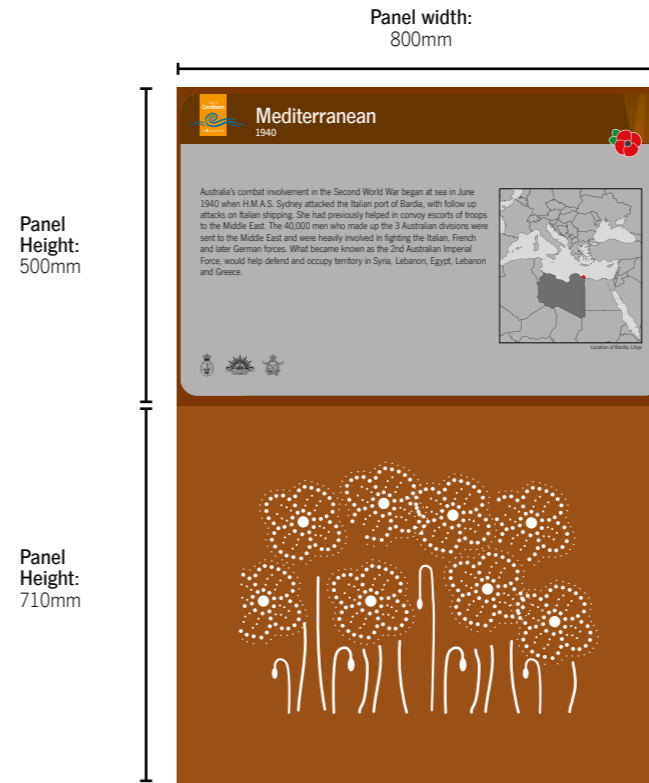 Panel width:
800mm
Cockburn
Mediterranean
1940
Panel
Height:
500mm
Australia's combat involvement in the Second World War began at sea in June
1940 when H.M.A.S. Sydney attacked the Italian port of Bardia, with follow up
attacks on Italian shipping. She had previously helped in convoy escorts of troops
to the Middle East. The 40,000 men who made up the 3 Australian divisions were
sent to the Middle East and were heavily involved in fighting the Italian, French
and later German forces. What became known as the 2nd Australian Imperial
Force, would help defend and occupy territory in Syria, Lebanon, Egypt, Lebanon
and Greece.
Location of Bardia, Libya
Panel
Height:
710mm